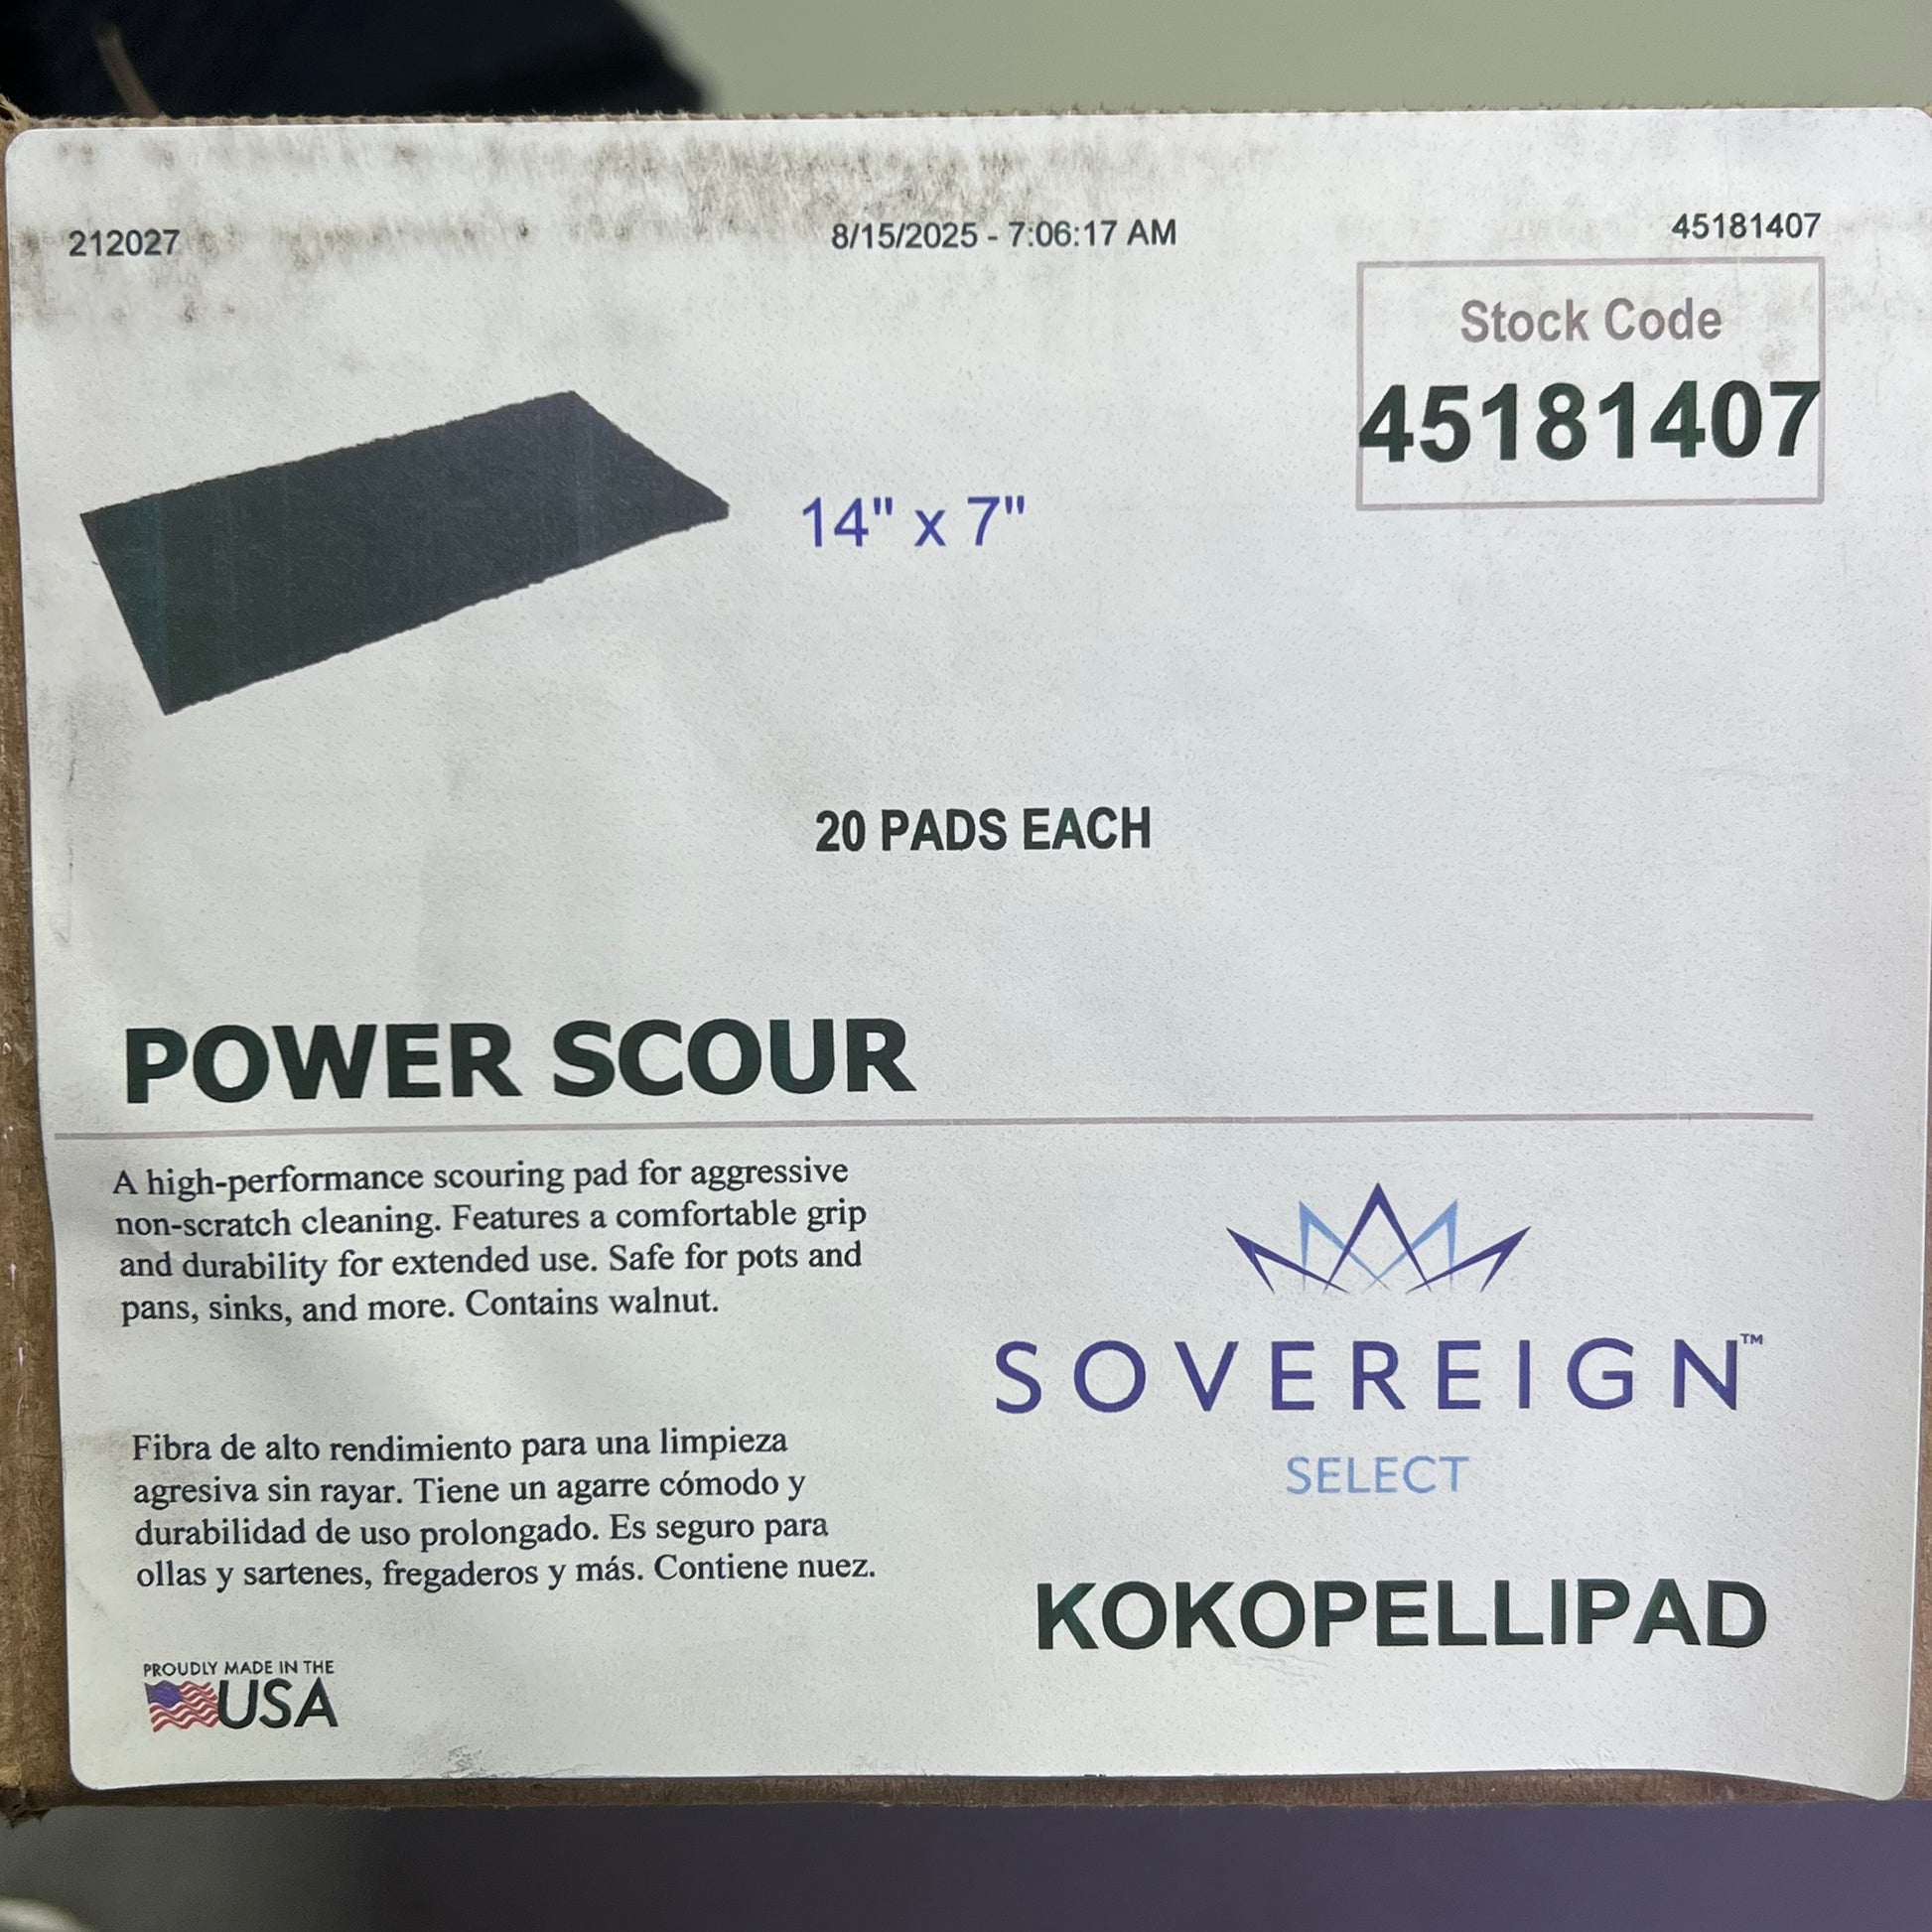 212027
8/15/2025 - 7:06:17 AM
45181407
Stock Code
45181407
14" x 7"
20 PADS EACH
POWER SCOUR
A high-performance scouring pad for aggressive
non-scratch cleaning. Features a comfortable grip
and durability for extended use. Safe for pots and
pans, sinks, and more. Contains walnut.
Fibra de alto rendimiento para una limpieza
agresiva sin rayar. Tiene un agarre cómodo y
durabilidad de uso prolongado. Es seguro para
ollas y sartenes, fregaderos y más. Contiene nuez.
PROUDLY MADE IN THE
USA
SOVEREIGN™
SELECT
KOKOPELLIPAD